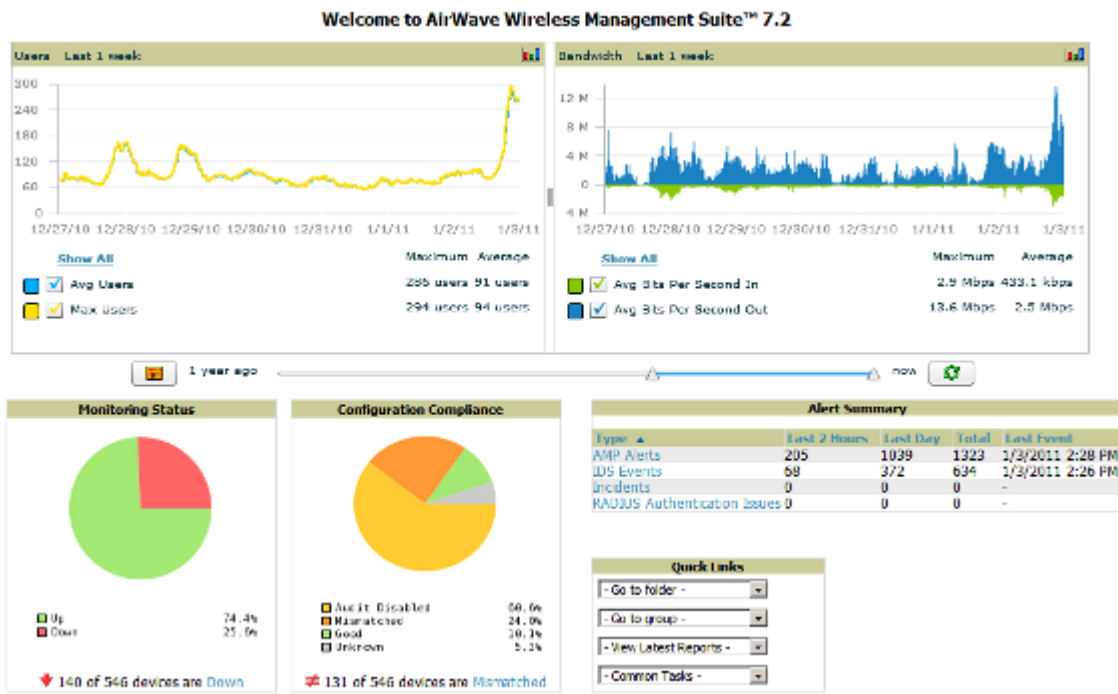 Welcome to AirWave Wireless Management Suite™ 7.2
Users Last 1 week
300
240
180
120
60
0
12/27/10 12/28/10 12/29/10 12/30/10 12/31/10 1/1/11 1/2/11 1/3/11
Show All Maximum Average
Avg Users 286 users 91 users
Max Users 294 users 94 users
Bandwidth Last 1 week
12 M
8 M
4 M
0
4 M
12/27/10 12/28/10 12/29/10 12/30/10 12/31/10 1/1/11 1/2/11 1/3/11
Show All Maximum Average
Avg Bits Per Second In 2.9 Mbps 433.1 kbps
Avg Bits Per Second Out 13.6 Mbps 2.5 Mbps
1 year ago now
Monitoring Status
Up 74.4%
Down 25.6%
140 of 546 devices are Down
Configuration Compliance
Audit Disabled 60.6%
Mismatched 24.0%
Good 10.1%
Unknown 5.3%
131 of 546 devices are Mismatched
Alert Summary
Type ▲ Last 2 Hours Last Day Total Last Event
AMP Alerts 205 1039 1323 1/3/2011 2:28 PM
IDS Events 68 372 634 1/3/2011 2:26 PM
Incidents 0 0 0 -
RADIUS Authentication Issues 0 0 0 -
Quick Links
- Go to folder -
- Go to group -
- View Latest Reports -
- Common Tasks -